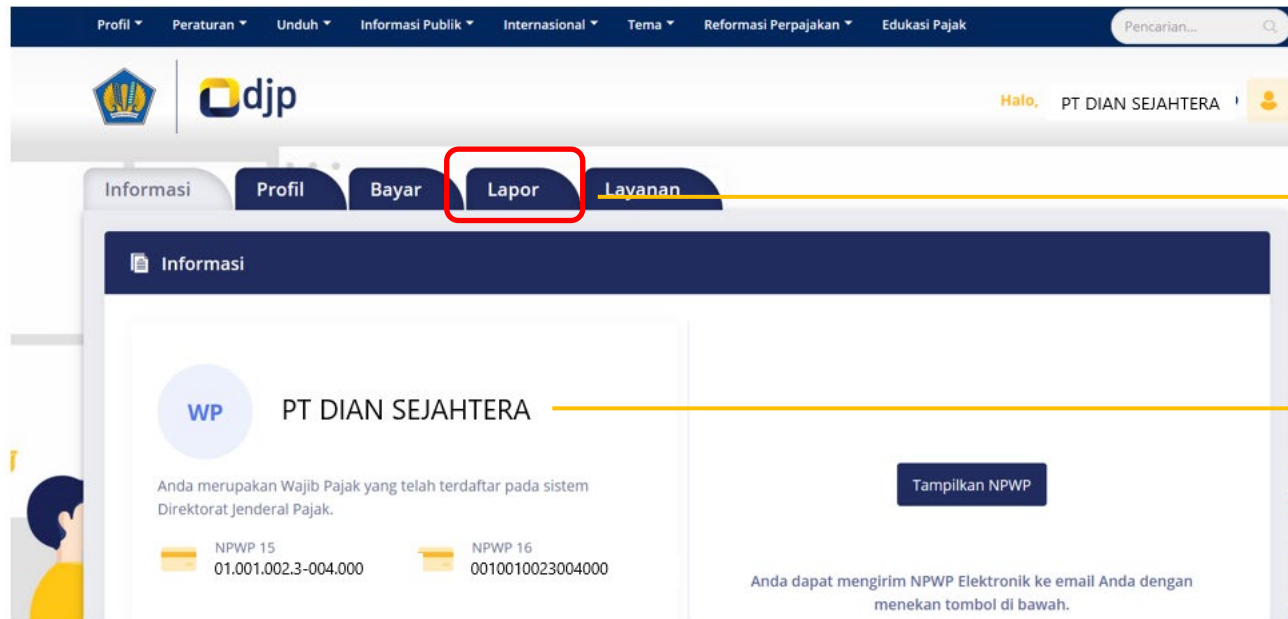 Profil Peraturan Unduh Informasi Publik Internasional Tema Reformasi Perpajakan Edukasi Pajak Pencarian...
djp
Halo, PT DIAN SEJAHTERA
Informasi Profil Bayar Lapor Layanan
Informasi
WP PT DIAN SEJAHTERA
Anda merupakan Wajib Pajak yang telah terdaftar pada sistem
Direktorat Jenderal Pajak.
NPWP 15
01.001.002.3-004.000
NPWP 16
0010010023004000
Tampilkan NPWP
Anda dapat mengirim NPWP Elektronik ke email Anda dengan
menekan tombol di bawah.